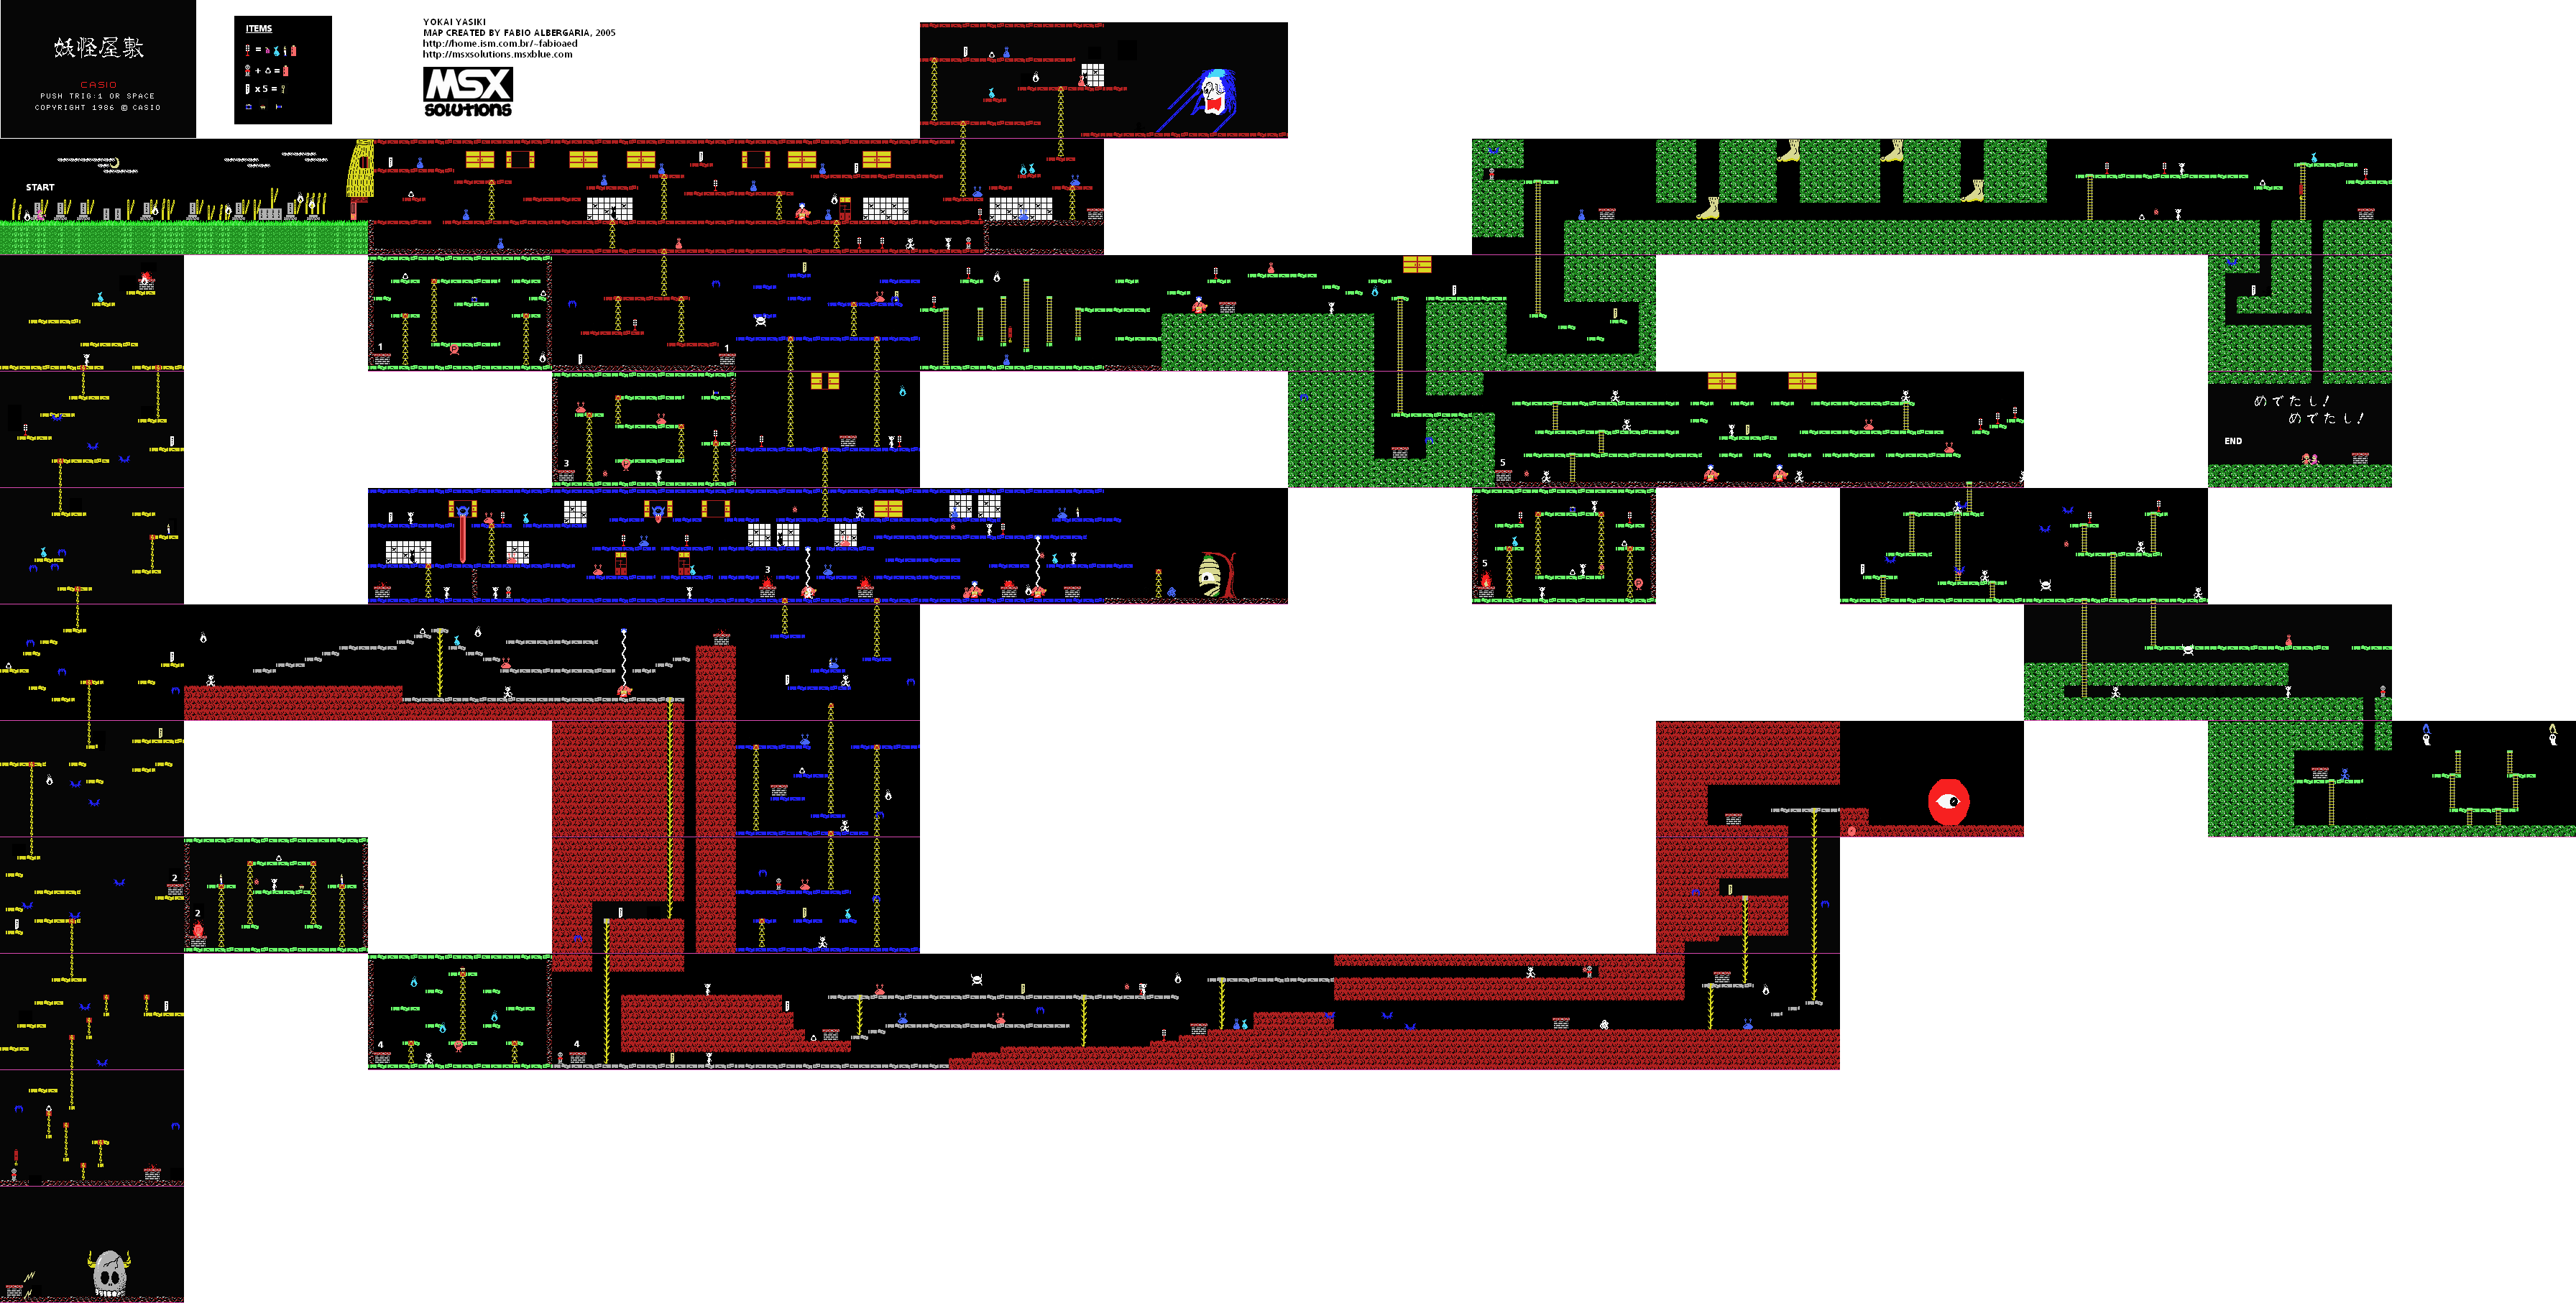 妖怪屋敷
CASIO
PUSH TRIG:1 OR SPACE
COPYRIGHT 1986 © CASIO
ITEMS
=
+ =
x 5 =
YOKAI YASIKI
MAP CREATED BY FABIO ALBERGARIA, 2005
http://home.ism.com.br/~fabioaed
http://msxsolutions.msxblue.com
MSX
solutions
START
1
1
3
5
めでたし!
めでたし!
END
3
5
2
2
4
4